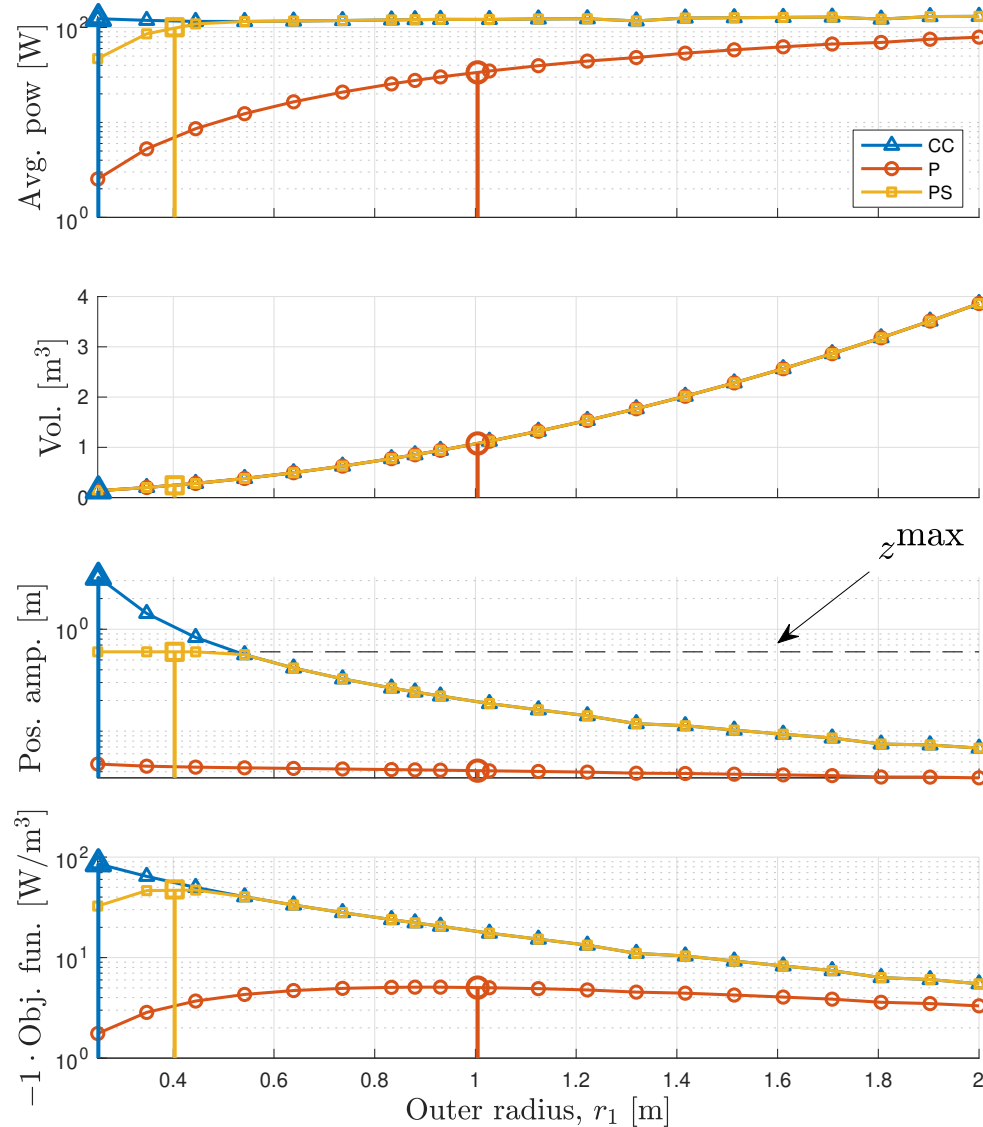 Avg. pow [W]
10²
10⁰
CC
P
PS
Vol. [m³]
4
3
2
1
0
z^max
Pos. amp. [m]
10⁰
−1 · Obj. fun. [W/m³]
10²
10¹
10⁰
0.4 0.6 0.8 1 1.2 1.4 1.6 1.8 2
Outer radius, r₁ [m]